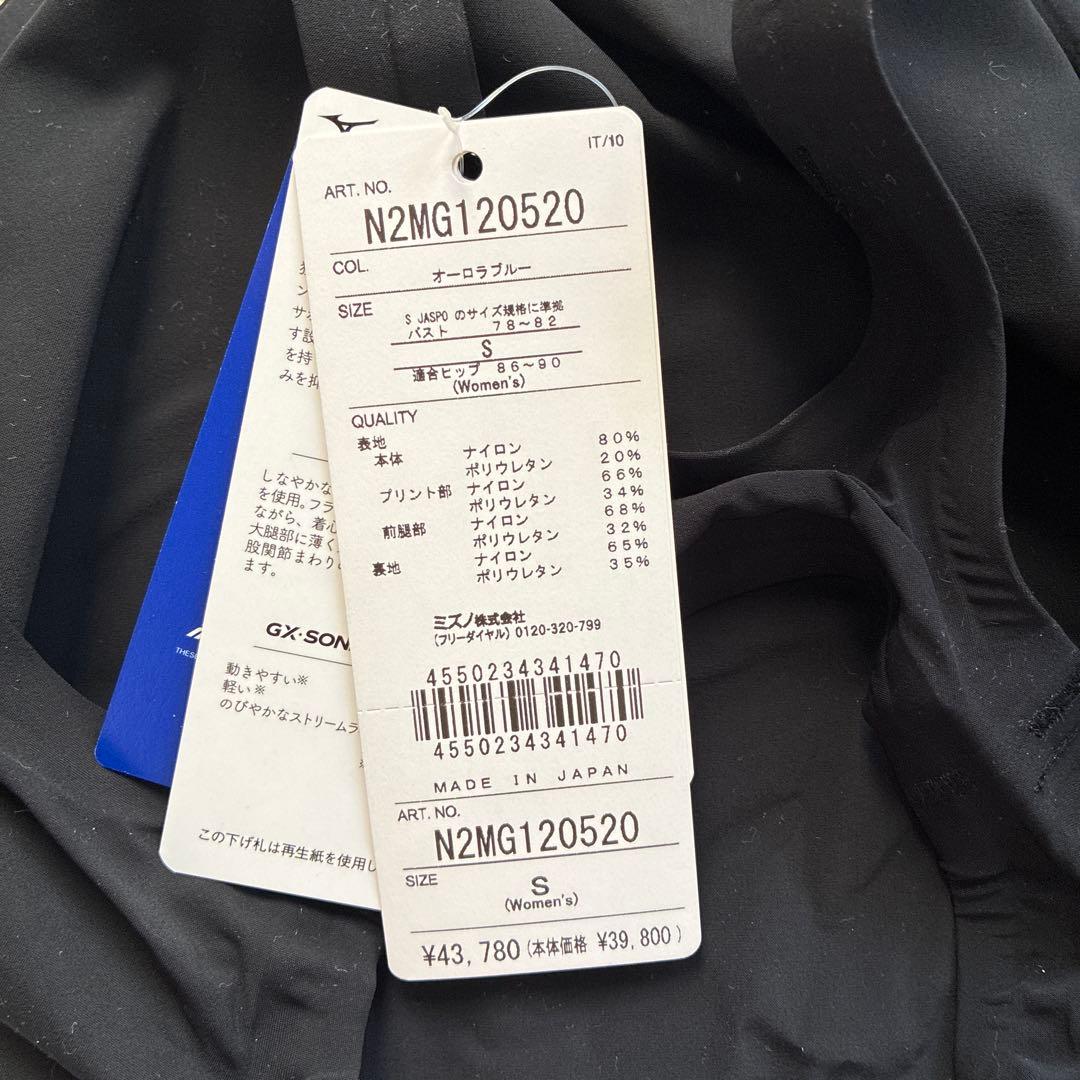 IT/10
ART. NO.
N2MG120520
COL.
オーロラブルー
SIZE
S JASPO のサイズ規格に準拠
バスト 78~82
S
適合ヒップ 86~90
(Women's)
QUALITY
表地
本体 ナイロン 80%
ポリウレタン 20%
プリント部 ナイロン 66%
ポリウレタン 34%
前腿部 ナイロン 68%
ポリウレタン 32%
裏地 ナイロン 65%
ポリウレタン 35%
ミズノ株式会社
(フリーダイヤル) 0120-320-799
4550234341470
4550234341470
MADE IN JAPAN
ART. NO.
N2MG120520
SIZE
S
(Women's)
¥43,780 (本体価格 ¥39,800)
ン
サ
す設
を持
みを抑
しなやかな
を使用。フラ
ながら、着心
大腿部に薄く
股関節まわり
ます。
GX·SON
動きやすい※
軽い※
のびやかなストリームラ
※
この下げ札は再生紙を使用し
THESE